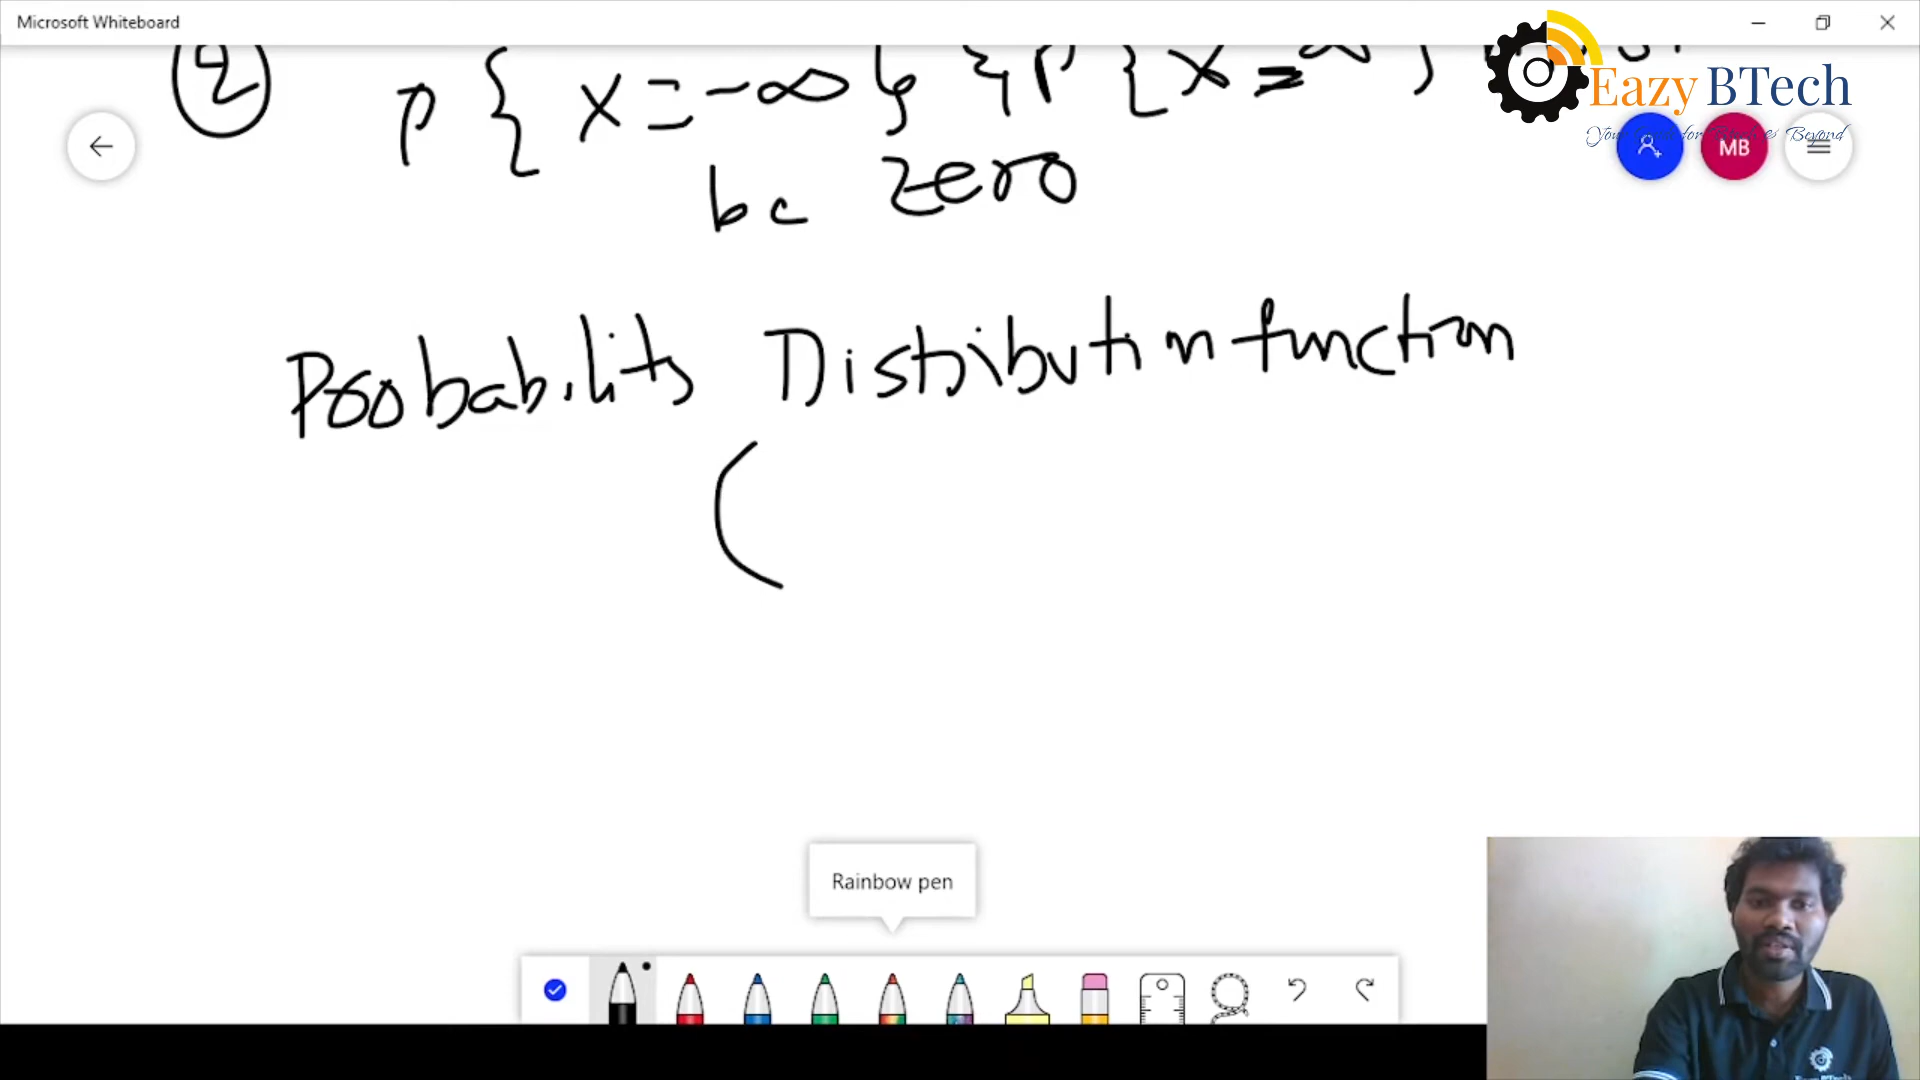 Microsoft Whiteboard
Eazy BTech
MB
② P { X = -∞ } & P { X = ∞ }
be zero
Probability Distribution function
(
Rainbow pen